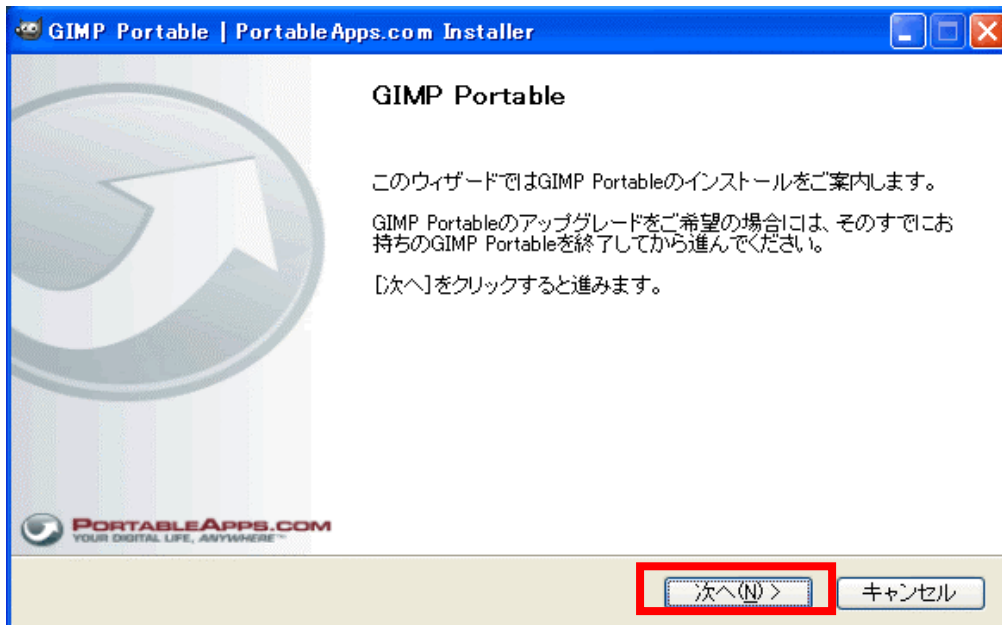 GIMP Portable | PortableApps.com Installer
GIMP Portable
このウィザードではGIMP Portableのインストールをご案内します。
GIMP Portableのアップグレードをご希望の場合には、そのすでにお
持ちのGIMP Portableを終了してから進んでください。
[次へ]をクリックすると進みます。
PORTABLEAPPS.COM
YOUR DIGITAL LIFE, ANYWHERE™
次へ(N) >
キャンセル